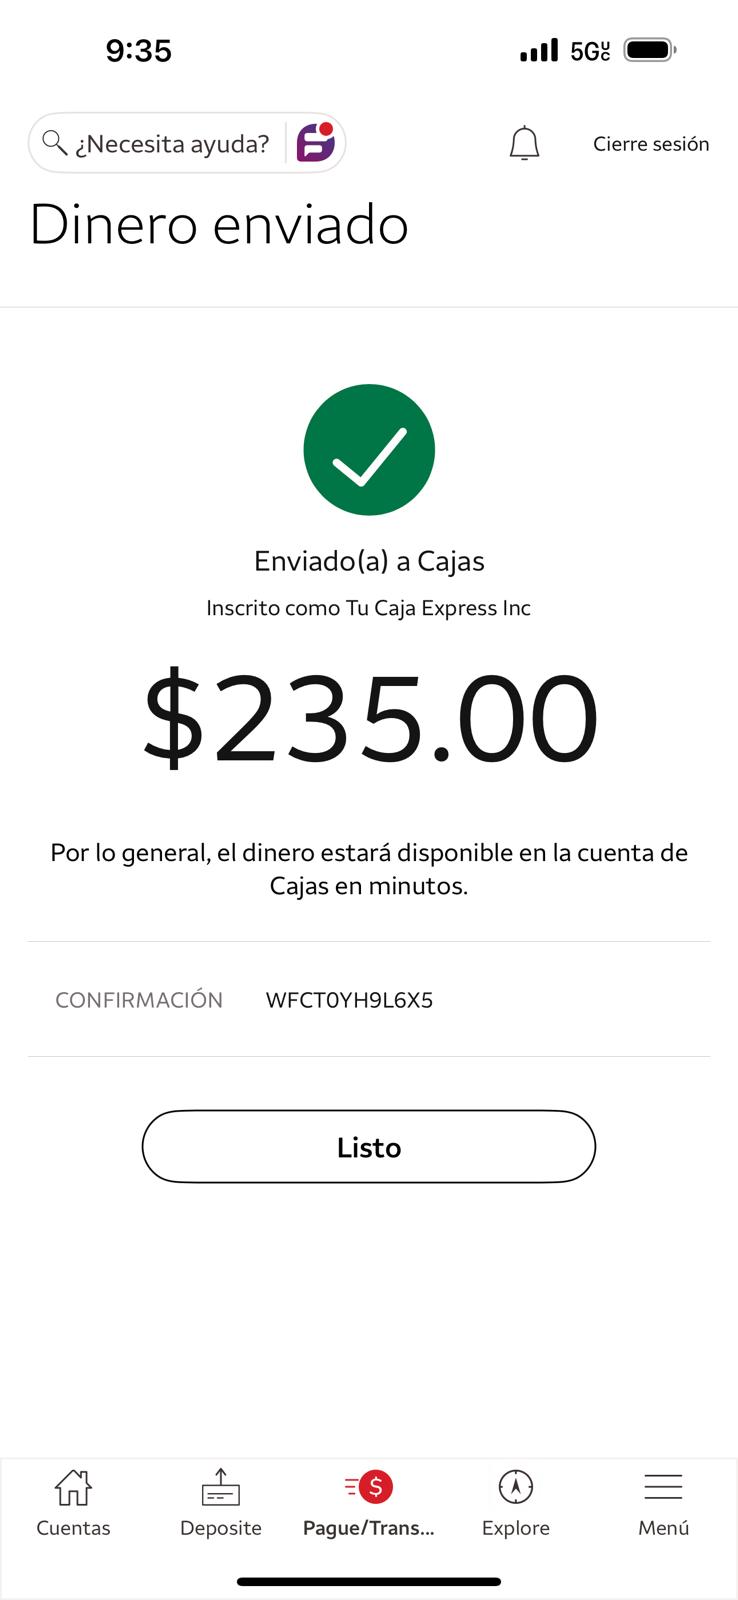 9:35
5GUC
¿Necesita ayuda?
Cierre sesión
Dinero enviado
Enviado(a) a Cajas
Inscrito como Tu Caja Express Inc
$235.00
Por lo general, el dinero estará disponible en la cuenta de
Cajas en minutos.
CONFIRMACIÓN WFCT0YH9L6X5
Listo
$
Cuentas
Deposite
Pague/Trans...
Explore
Menú